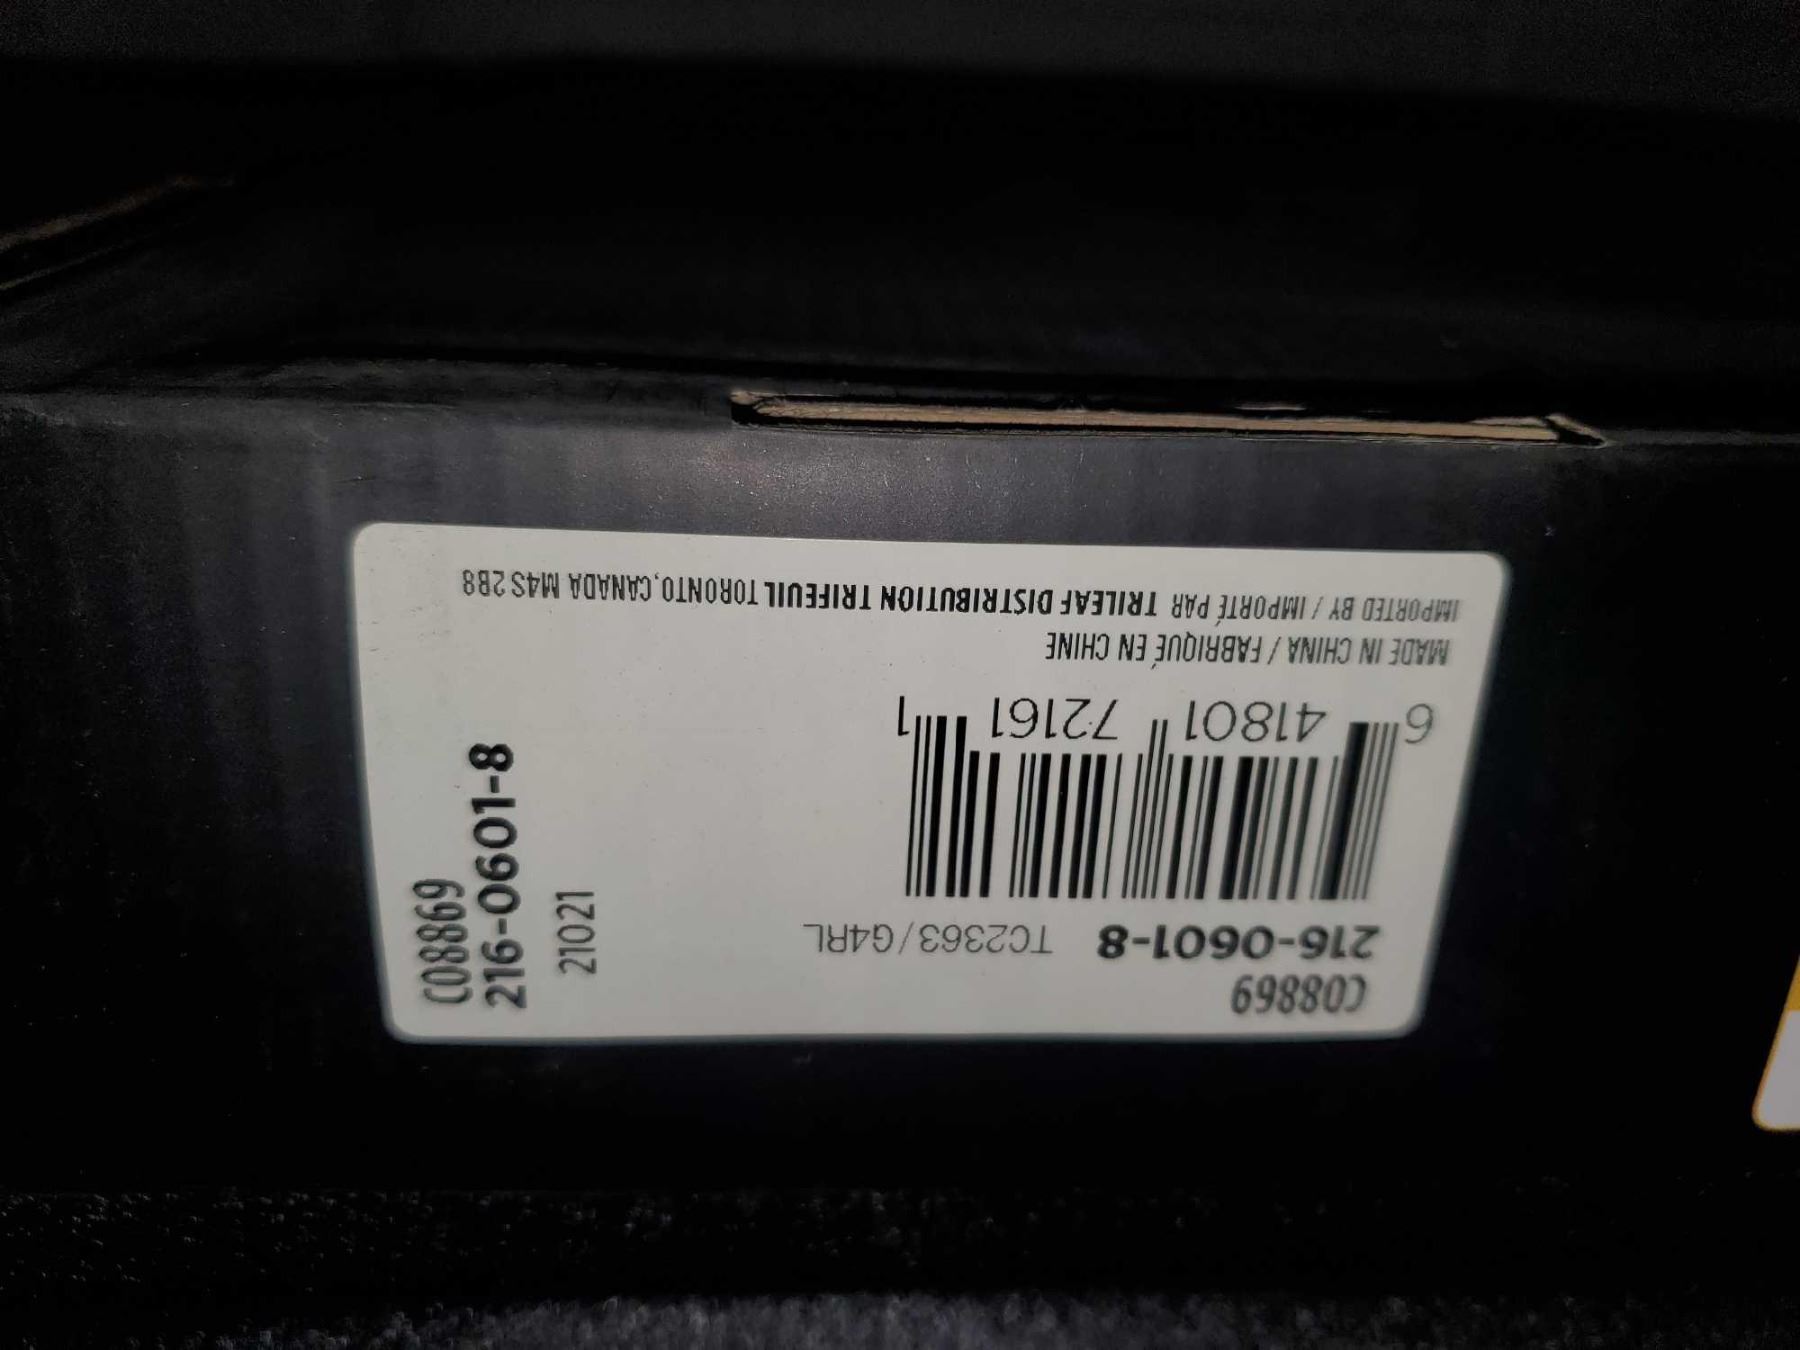 C08869
216-0601-8 TC2363/G4RL
6 41801 72161 1
MADE IN CHINA / FABRIQUÉ EN CHINE
IMPORTED BY / IMPORTÉ PAR TRILEAF DISTRIBUTION TRIFEUIL TORONTO, CANADA M4S 2B8
C08869
216-0601-8
21021